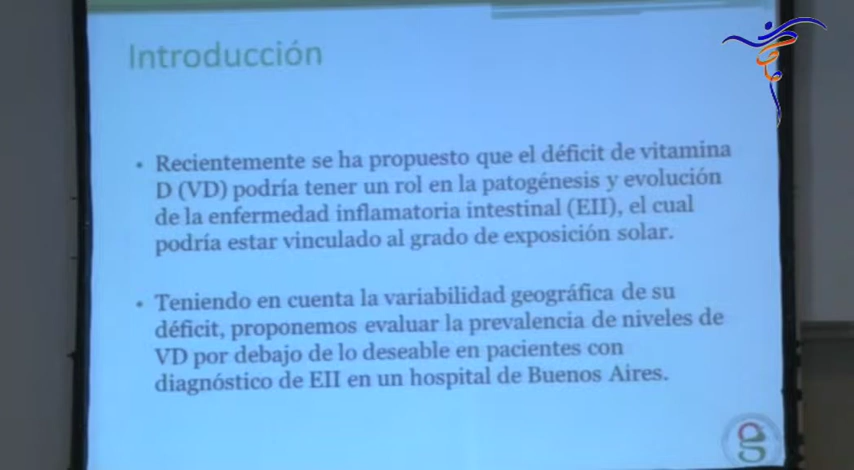 Introducción
• Recientemente se ha propuesto que el déficit de vitamina
D (VD) podría tener un rol en la patogénesis y evolución
de la enfermedad inflamatoria intestinal (EII), el cual
podría estar vinculado al grado de exposición solar.
• Teniendo en cuenta la variabilidad geográfica de su
déficit, proponemos evaluar la prevalencia de niveles de
VD por debajo de lo deseable en pacientes con
diagnóstico de EII en un hospital de Buenos Aires.